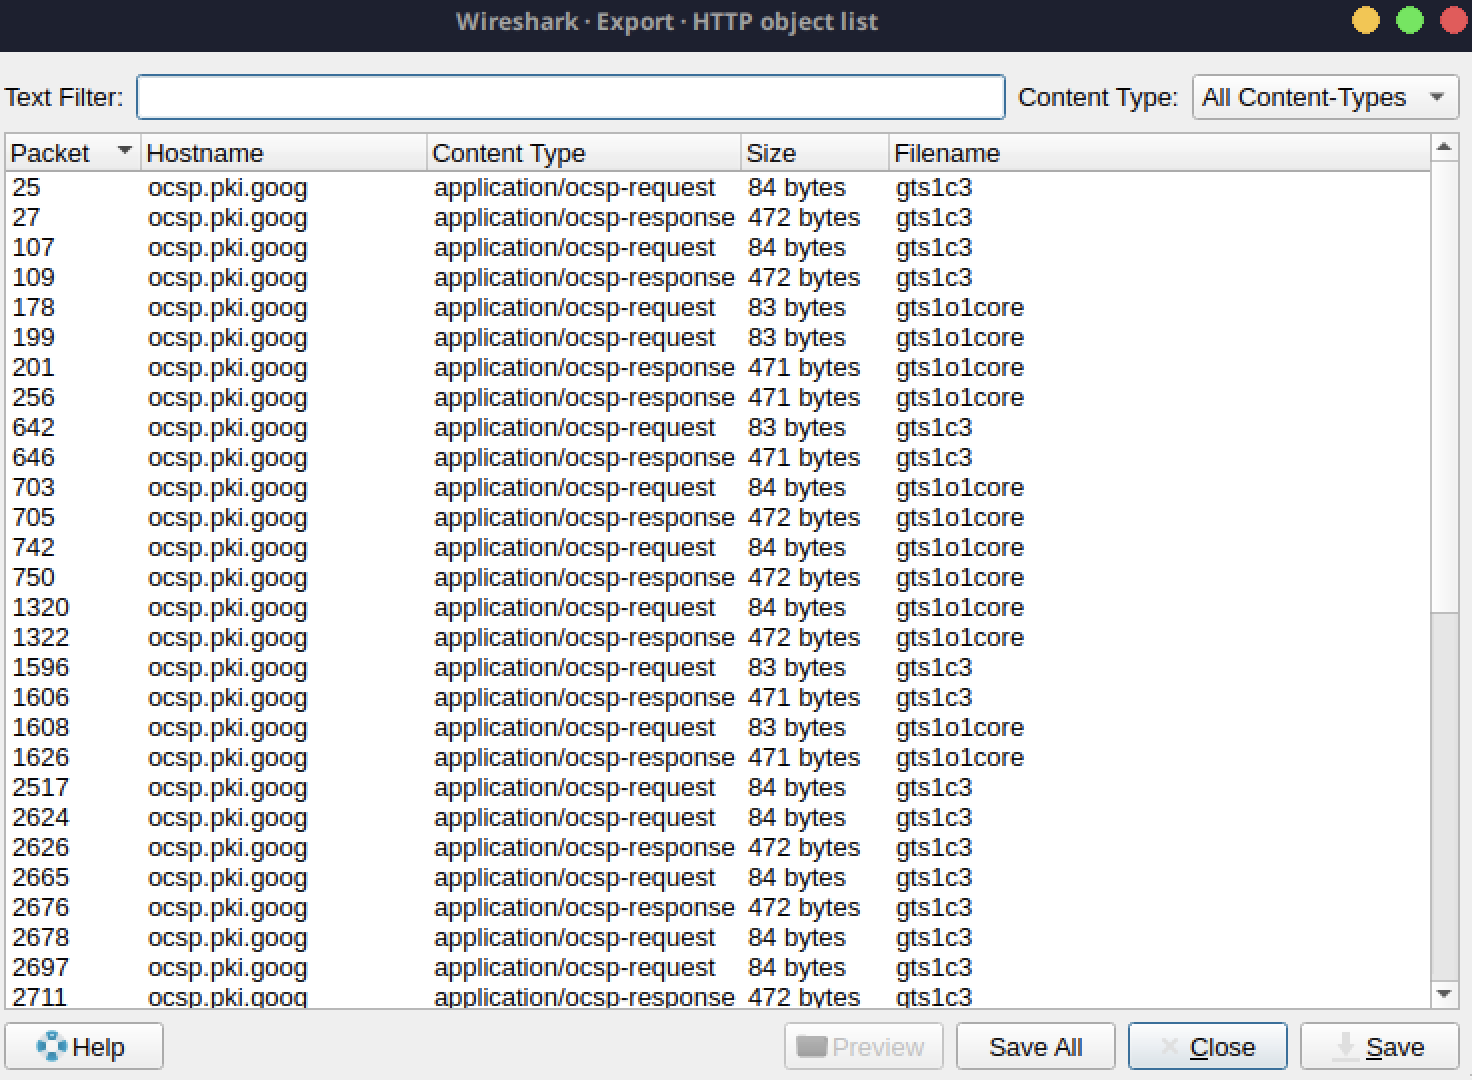 Wireshark · Export · HTTP object list
Text Filter: Content Type: All Content-Types
Packet Hostname Content Type Size Filename
25 ocsp.pki.goog application/ocsp-request 84 bytes gts1c3
27 ocsp.pki.goog application/ocsp-response 472 bytes gts1c3
107 ocsp.pki.goog application/ocsp-request 84 bytes gts1c3
109 ocsp.pki.goog application/ocsp-response 472 bytes gts1c3
178 ocsp.pki.goog application/ocsp-request 83 bytes gts1o1core
199 ocsp.pki.goog application/ocsp-request 83 bytes gts1o1core
201 ocsp.pki.goog application/ocsp-response 471 bytes gts1o1core
256 ocsp.pki.goog application/ocsp-response 471 bytes gts1o1core
642 ocsp.pki.goog application/ocsp-request 83 bytes gts1c3
646 ocsp.pki.goog application/ocsp-response 471 bytes gts1c3
703 ocsp.pki.goog application/ocsp-request 84 bytes gts1o1core
705 ocsp.pki.goog application/ocsp-response 472 bytes gts1o1core
742 ocsp.pki.goog application/ocsp-request 84 bytes gts1o1core
750 ocsp.pki.goog application/ocsp-response 472 bytes gts1o1core
1320 ocsp.pki.goog application/ocsp-request 84 bytes gts1o1core
1322 ocsp.pki.goog application/ocsp-response 472 bytes gts1o1core
1596 ocsp.pki.goog application/ocsp-request 83 bytes gts1c3
1606 ocsp.pki.goog application/ocsp-response 471 bytes gts1c3
1608 ocsp.pki.goog application/ocsp-request 83 bytes gts1o1core
1626 ocsp.pki.goog application/ocsp-response 471 bytes gts1o1core
2517 ocsp.pki.goog application/ocsp-request 84 bytes gts1c3
2624 ocsp.pki.goog application/ocsp-request 84 bytes gts1c3
2626 ocsp.pki.goog application/ocsp-response 472 bytes gts1c3
2665 ocsp.pki.goog application/ocsp-request 84 bytes gts1c3
2676 ocsp.pki.goog application/ocsp-response 472 bytes gts1c3
2678 ocsp.pki.goog application/ocsp-request 84 bytes gts1c3
2697 ocsp.pki.goog application/ocsp-request 84 bytes gts1c3
2711 ocsp.pki.goog application/ocsp-response 472 bytes gts1c3
Help Preview Save All Close Save